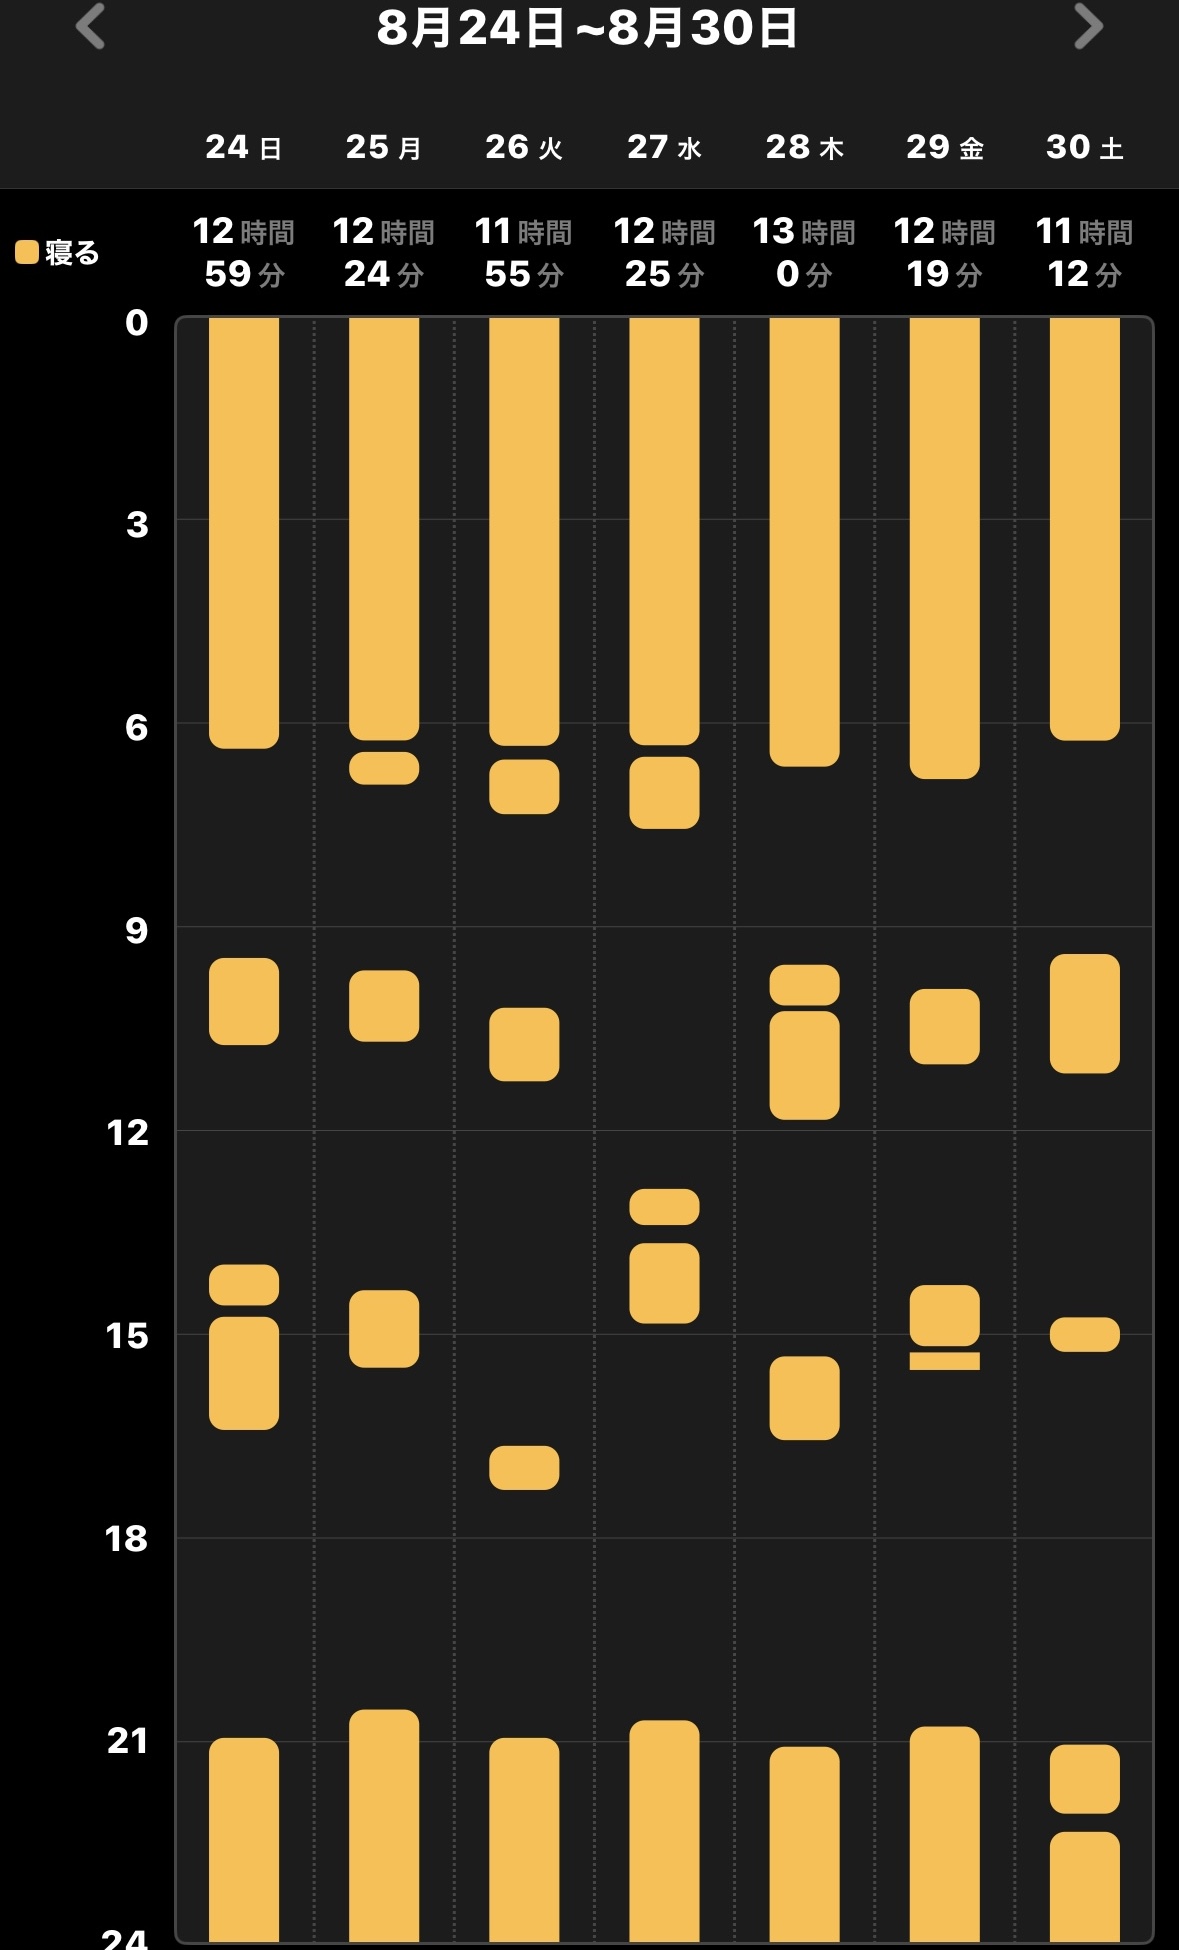 8月24日~8月30日
24 日 25 月 26 火 27 水 28 木 29 金 30 土
寝る
12 時間 12 時間 11 時間 12 時間 13 時間 12 時間 11 時間
59 分 24 分 55 分 25 分 0 分 19 分 12 分
0
3
6
9
12
15
18
21
24